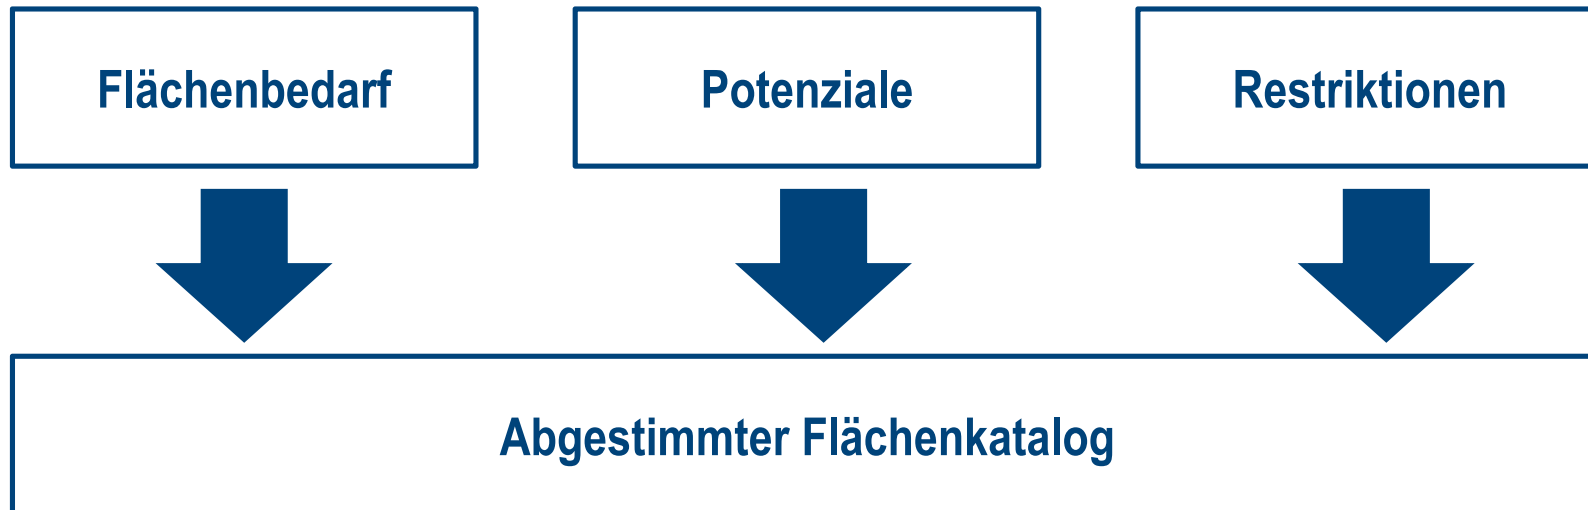 Flächenbedarf
Potenziale
Restriktionen
Abgestimmter Flächenkatalog